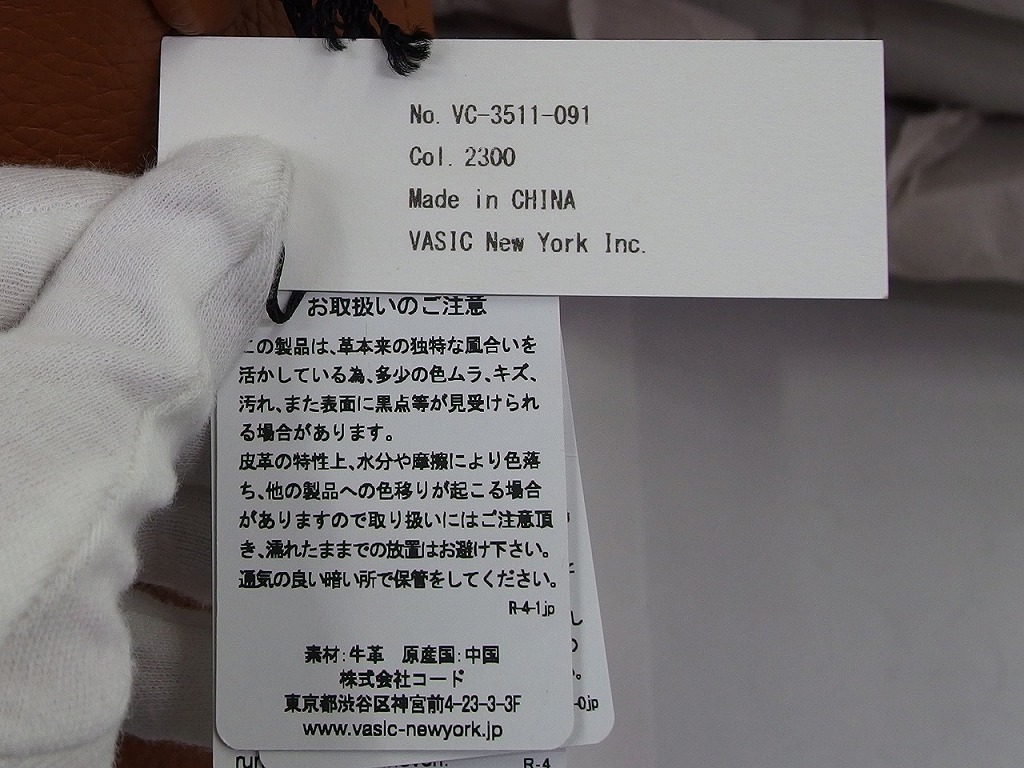 No. VC-3511-091
Col. 2300
Made in CHINA
VASIC New York Inc.
お取扱いのご注意
この製品は、革本来の独特な風合いを
活かしている為、多少の色ムラ、キズ、
汚れ、また表面に黒点等が見受けられ
る場合があります。
皮革の特性上、水分や摩擦により色落
ち、他の製品への色移りが起こる場合
がありますので取り扱いにはご注意頂
き、濡れたままでの放置はお避け下さい。
通気の良い暗い所で保管をしてください。
R-4-1jp
素材:牛革 原産国:中国
株式会社コード
東京都渋谷区神宮前4-23-3-3F
www.vasic-newyork.jp
-0jp
R-4